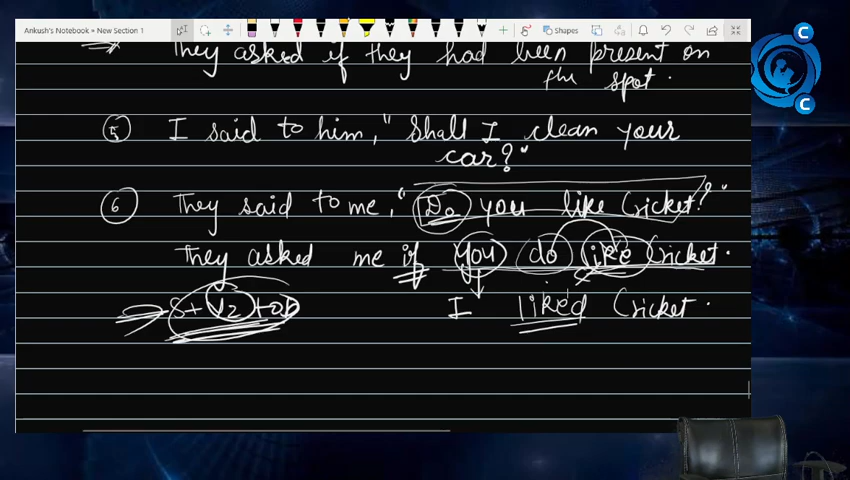 Ankush's Notebook » New Section 1
Shapes
They asked if they had been present on
the spot.
5 I said to him, "Shall I clean your
car?"
6 They said to me, "Do you like Cricket?"
they asked me if you do like Cricket.
S + V2 + ob I liked Cricket.
C
C